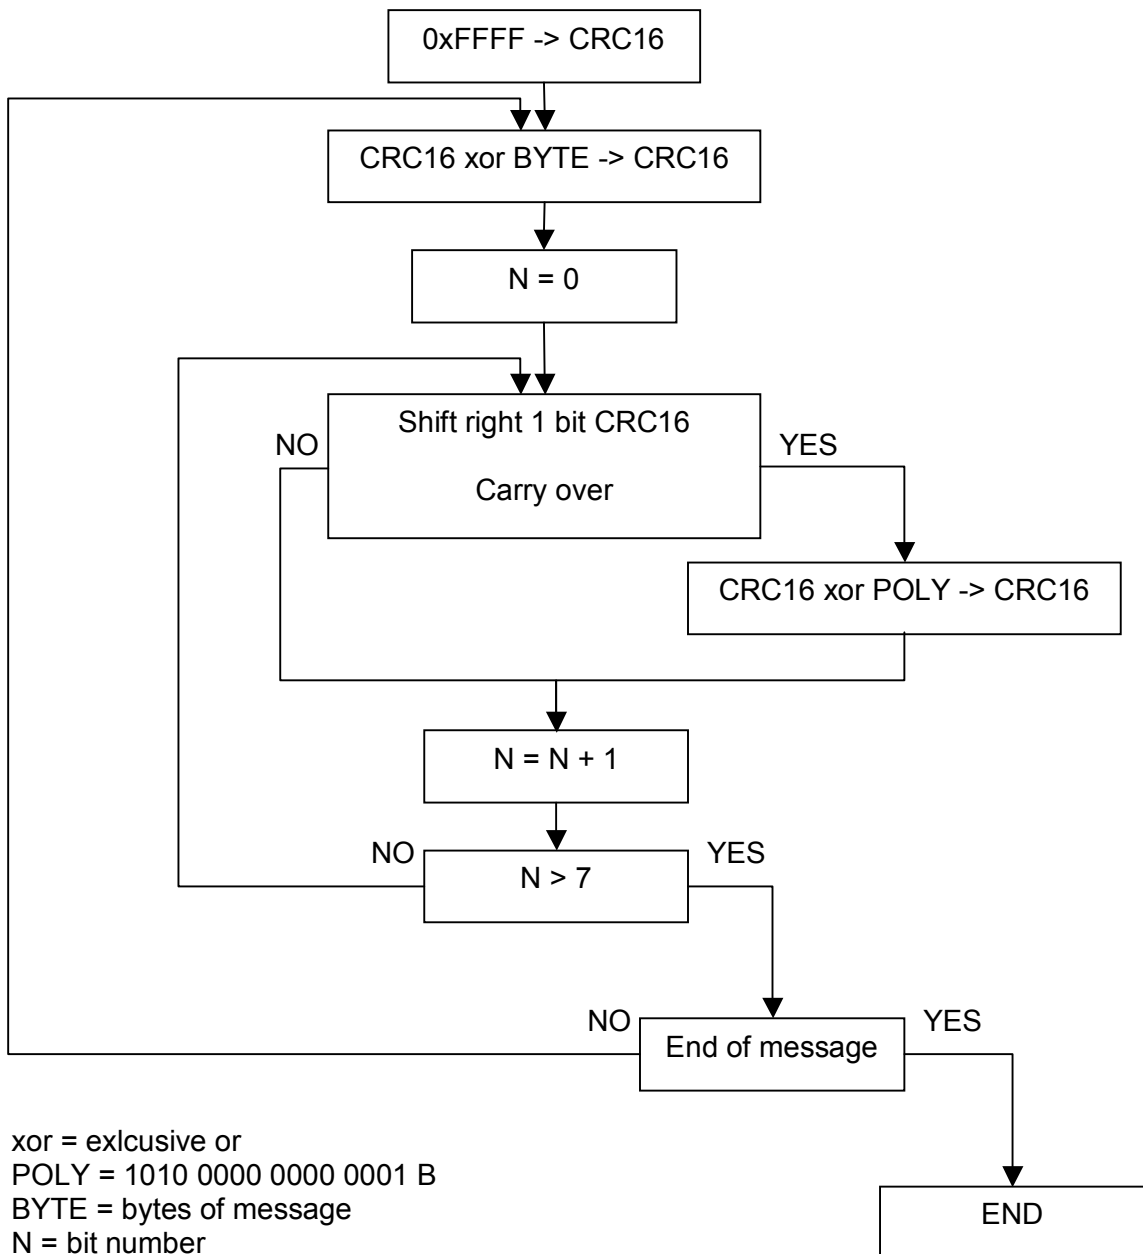 0xFFFF -> CRC16
CRC16 xor BYTE -> CRC16
N = 0
Shift right 1 bit CRC16
NO
YES
Carry over
CRC16 xor POLY -> CRC16
N = N + 1
NO
YES
N > 7
NO
YES
End of message
xor = exlcusive or
POLY = 1010 0000 0000 0001 B
BYTE = bytes of message
END
N = bit number